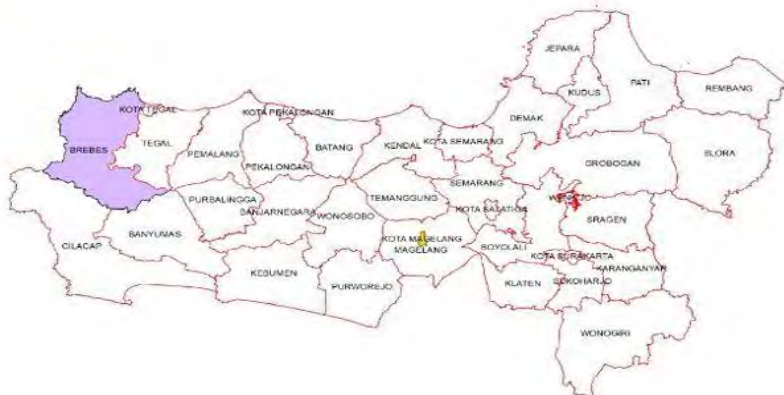 JEPARA
PATI
KUDUS
REMBANG
KOTA TEGAL
KOTA PEKALONGAN
DEMAK
BREBES
TEGAL
PEMALANG
PEKALONGAN
BATANG
KENDAL
KOTA SEMARANG
GROBOGAN
BLORA
SEMARANG
PURBALINGGA
BANJARNEGARA
WONOSOBO
TEMANGGUNG
KOTA SALATIGA
SRAGEN
CILACAP
BANYUMAS
KOTA MAGELANG
MAGELANG
BOYOLALI
KOTA SURAKARTA
KARANGANYAR
KEBUMEN
PURWOREJO
KLATEN
SUKOHARJO
WONOGIRI